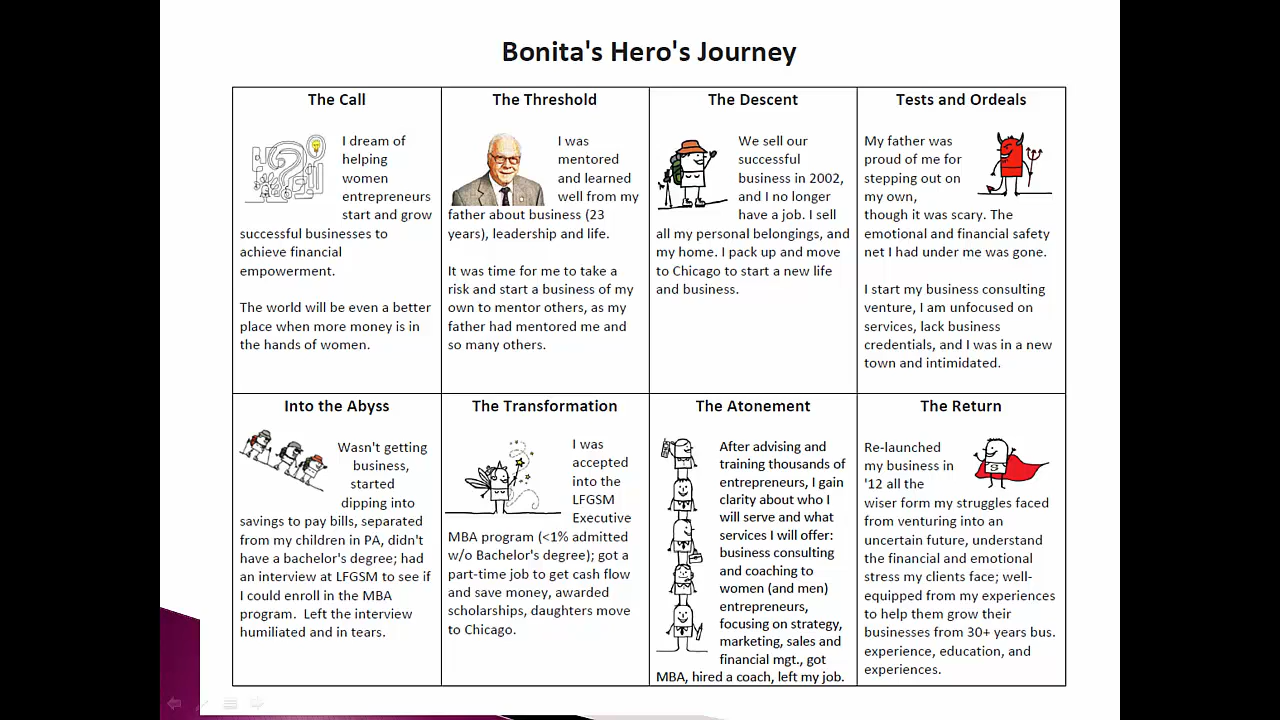 Bonita's Hero's Journey
The Call
I dream of
helping
women
entrepreneurs
start and grow
successful businesses to
achieve financial
empowerment.
The world will be even a better
place when more money is in
the hands of women.
The Threshold
I was
mentored
and learned
well from my
father about business (23
years), leadership and life.
It was time for me to take a
risk and start a business of my
own to mentor others, as my
father had mentored me and
so many others.
The Descent
We sell our
successful
business in 2002,
and I no longer
have a job. I sell
all my personal belongings, and
my home. I pack up and move
to Chicago to start a new life
and business.
Tests and Ordeals
My father was
proud of me for
stepping out on
my own,
though it was scary. The
emotional and financial safety
net I had under me was gone.
I start my business consulting
venture, I am unfocused on
services, lack business
credentials, and I was in a new
town and intimidated.
Into the Abyss
Wasn't getting
business,
started
dipping into
savings to pay bills, separated
from my children in PA, didn't
have a bachelor's degree; had
an interview at LFGSM to see if
I could enroll in the MBA
program.  Left the interview
humiliated and in tears.
The Transformation
I was
accepted
into the
LFGSM
Executive
MBA program (<1% admitted
w/o Bachelor's degree); got a
part-time job to get cash flow
and save money, awarded
scholarships, daughters move
to Chicago.
The Atonement
After advising and
training thousands of
entrepreneurs, I gain
clarity about who I
will serve and what
services I will offer:
business consulting
and coaching to
women (and men)
entrepreneurs,
focusing on strategy,
marketing, sales and
financial mgt., got
MBA, hired a coach, left my job.
The Return
Re-launched
my business in
'12 all the
wiser form my struggles faced
from venturing into an
uncertain future, understand
the financial and emotional
stress my clients face; well-
equipped from my experiences
to help them grow their
businesses from 30+ years bus.
experience, education, and
experiences.